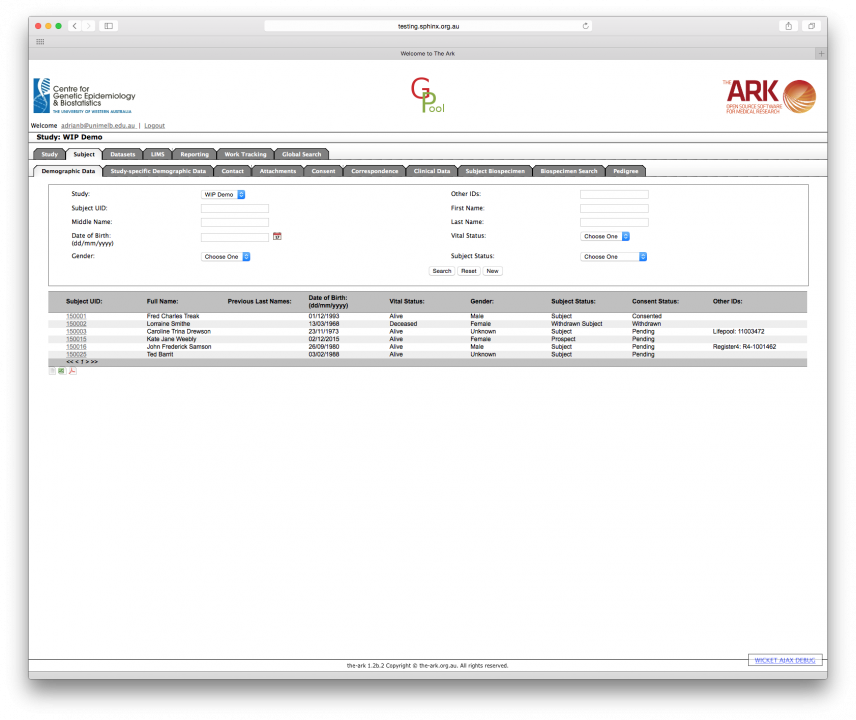 testing.sphinx.org.au
Welcome to The Ark
Centre for
Genetic Epidemiology
& Biostatistics
THE UNIVERSITY OF WESTERN AUSTRALIA
G Pool
THE ARK
OPEN SOURCE SOFTWARE
FOR MEDICAL RESEARCH
Welcome adrianb@unimelb.edu.au | Logout
Study: WIP Demo
Study Subject Datasets LIMS Reporting Work Tracking Global Search
Demographic Data Study-specific Demographic Data Contact Attachments Consent Correspondence Clinical Data Subject Biospecimen Biospecimen Search Pedigree
Study: WIP Demo Other IDs:
Subject UID: First Name:
Middle Name: Last Name:
Date of Birth: Vital Status: Choose One
(dd/mm/yyyy)
Gender: Choose One Subject Status: Choose One
Search Reset New
Subject UID: Full Name: Previous Last Names: Date of Birth: (dd/mm/yyyy) Vital Status: Gender: Subject Status: Consent Status: Other IDs:
150001 Fred Charles Treak 01/12/1993 Alive Male Subject Consented
150002 Lorraine Smithe 13/03/1968 Deceased Female Withdrawn Subject Withdrawn
150003 Caroline Trina Drewson 23/11/1973 Alive Unknown Subject Pending Lifepool: 11003472
150015 Kate Jane Weebly 02/12/2015 Alive Female Prospect Pending
150016 John Frederick Samson 26/09/1980 Alive Male Subject Pending Register4: R4-1001462
150025 Ted Barrit 03/02/1988 Alive Unknown Subject Pending
<< < 1 > >>
the-ark 1.2b.2 Copyright © the-ark.org.au. All rights reserved.
WICKET AJAX DEBUG